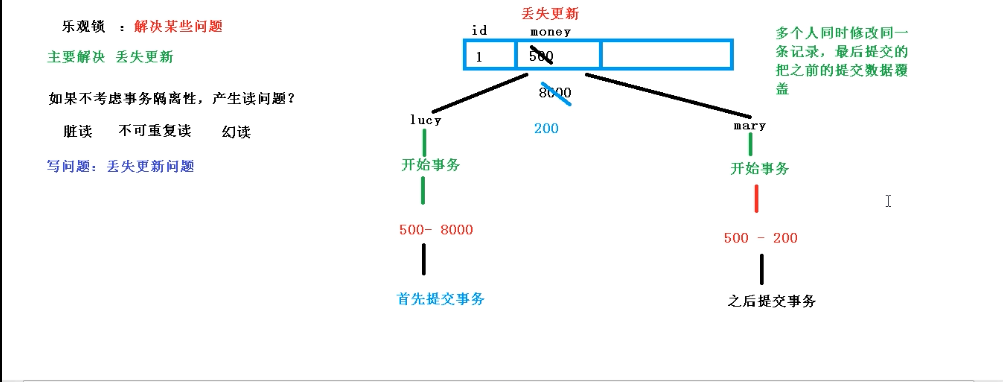 乐观锁 ：解决某些问题
主要解决 丢失更新
如果不考虑事务隔离性，产生读问题？
脏读 不可重复读 幻读
写问题：丢失更新问题
丢失更新
id money
1 500
8000
200
lucy
开始事务
500- 8000
首先提交事务
mary
开始事务
500 - 200
之后提交事务
多个人同时修改同一
条记录，最后提交的
把之前的提交数据覆
盖